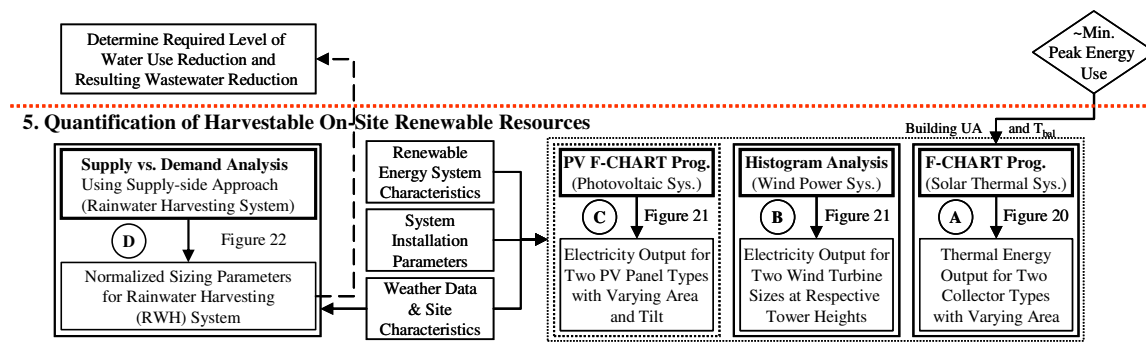 Determine Required Level of
Water Use Reduction and
Resulting Wastewater Reduction
~Min.
Peak Energy
Use
5. Quantification of Harvestable On-Site Renewable Resources
Building UA and Tbal
Supply vs. Demand Analysis
Using Supply-side Approach
(Rainwater Harvesting System)
D
Figure 22
Normalized Sizing Parameters
for Rainwater Harvesting
(RWH) System
Renewable
Energy System
Characteristics
System
Installation
Parameters
Weather Data
& Site
Characteristics
PV F-CHART Prog.
(Photovoltaic Sys.)
C
Figure 21
Electricity Output for
Two PV Panel Types
with Varying Area
and Tilt
Histogram Analysis
(Wind Power Sys.)
B
Figure 21
Electricity Output for
Two Wind Turbine
Sizes at Respective
Tower Heights
F-CHART Prog.
(Solar Thermal Sys.)
A
Figure 20
Thermal Energy
Output for Two
Collector Types
with Varying Area